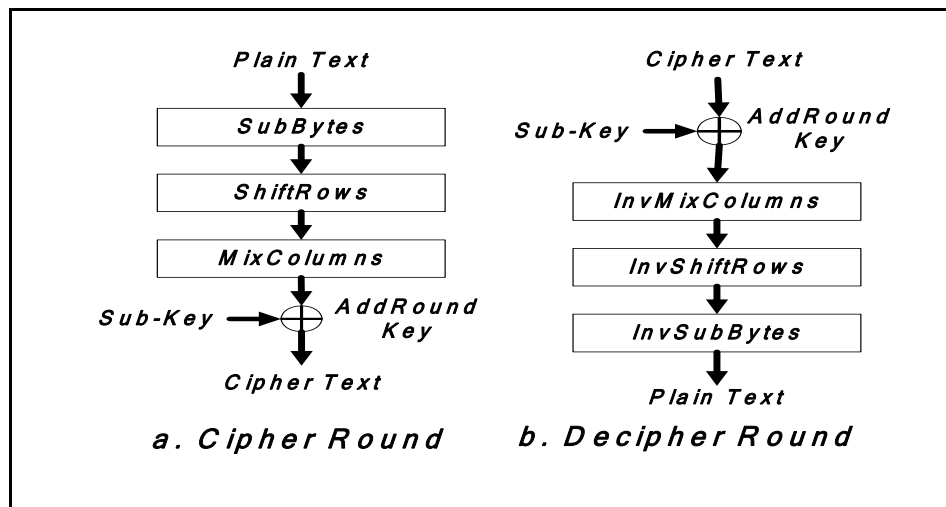 Plain Text
SubBytes
ShiftRows
MixColumns
Sub-Key
AddRound
Key
Cipher Text
a. Cipher Round
Cipher Text
Sub-Key
AddRound
Key
InvMixColumns
InvShiftRows
InvSubBytes
Plain Text
b. Decipher Round